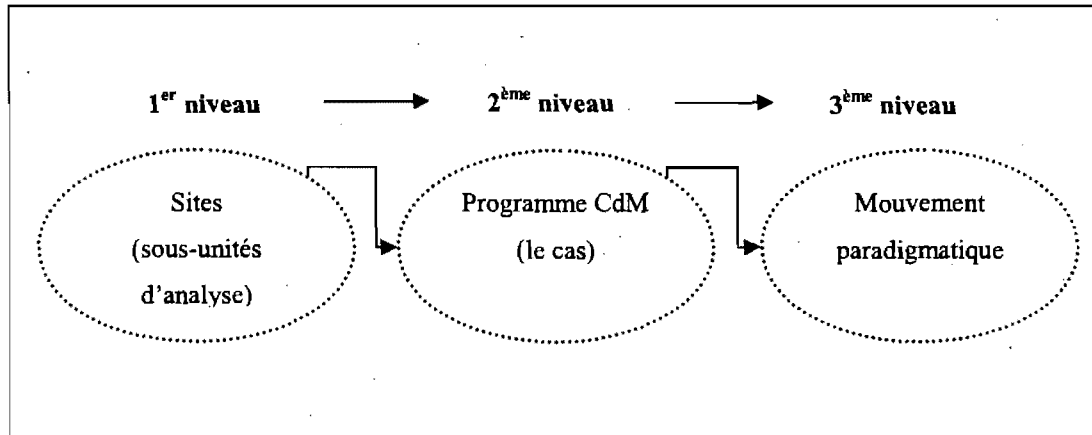 1er niveau 2ème niveau 3ème niveau
Sites
(sous-unités
d'analyse)
Programme CdM
(le cas)
Mouvement
paradigmatique